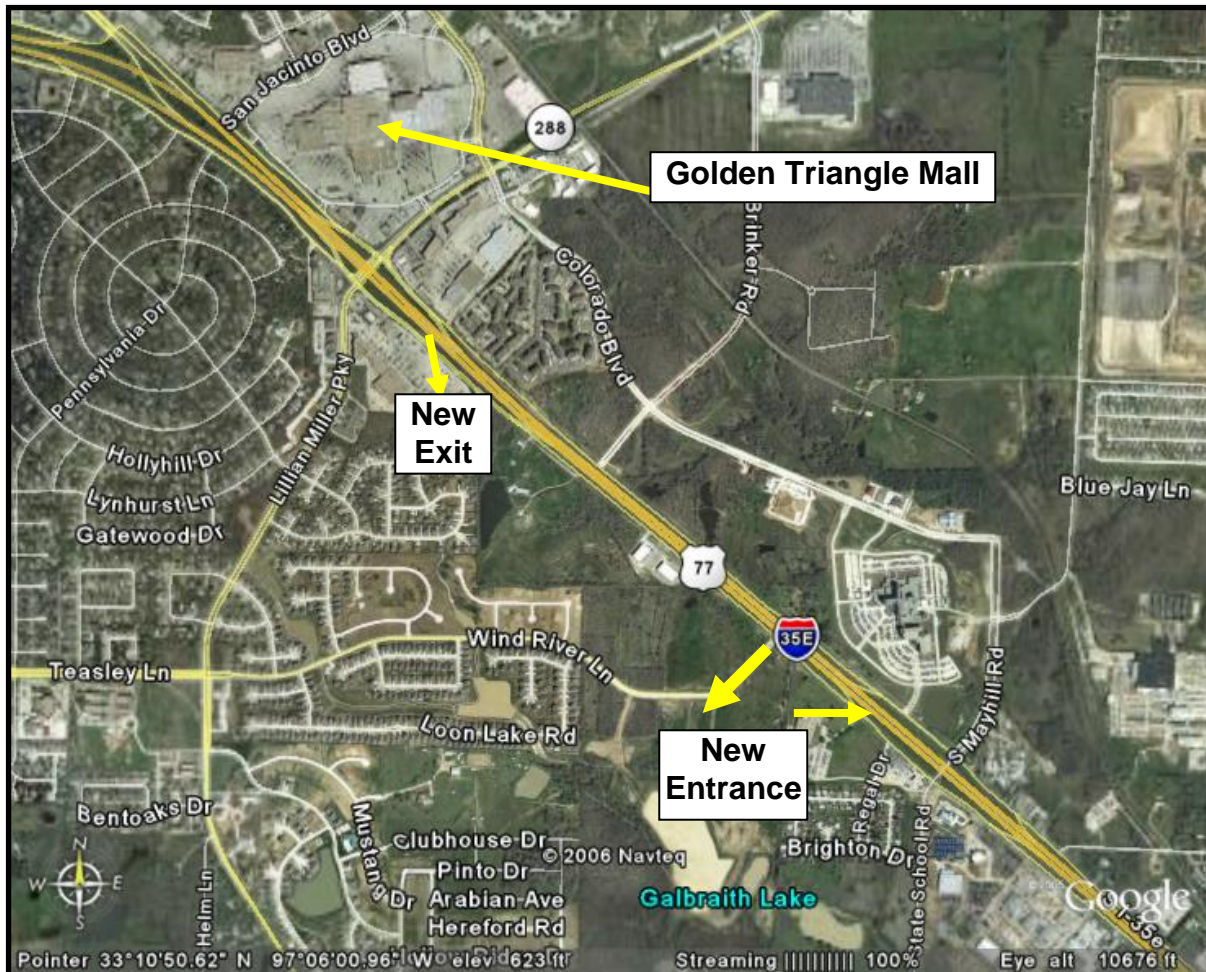 San Jacinto Blvd
288
Golden Triangle Mall
Brinker Rd
Colorado Blvd
Pennsylvania Dr
Lillian Miller Pky
New
Exit
Hollyhill Dr
Lynhurst Ln
Gatewood Dr
Blue Jay Ln
77
35E
Wind River Ln
Teasley Ln
Loon Lake Rd
S Mayhill Rd
New
Entrance
Regal Dr
Bentoaks Dr
Mustang Dr
Clubhouse Dr
© 2006 Navteq
Brighton Dr
State School Rd
N
W E
S
Pinto Dr
Arabian Ave
Hereford Rd
Galbraith Lake
Helm Ln
Google
I-35e
Pointer 33°10'50.62" N 97°06'00.96" W elev 623 ft
Streaming |||||||||| 100%
Eye alt 10676 ft